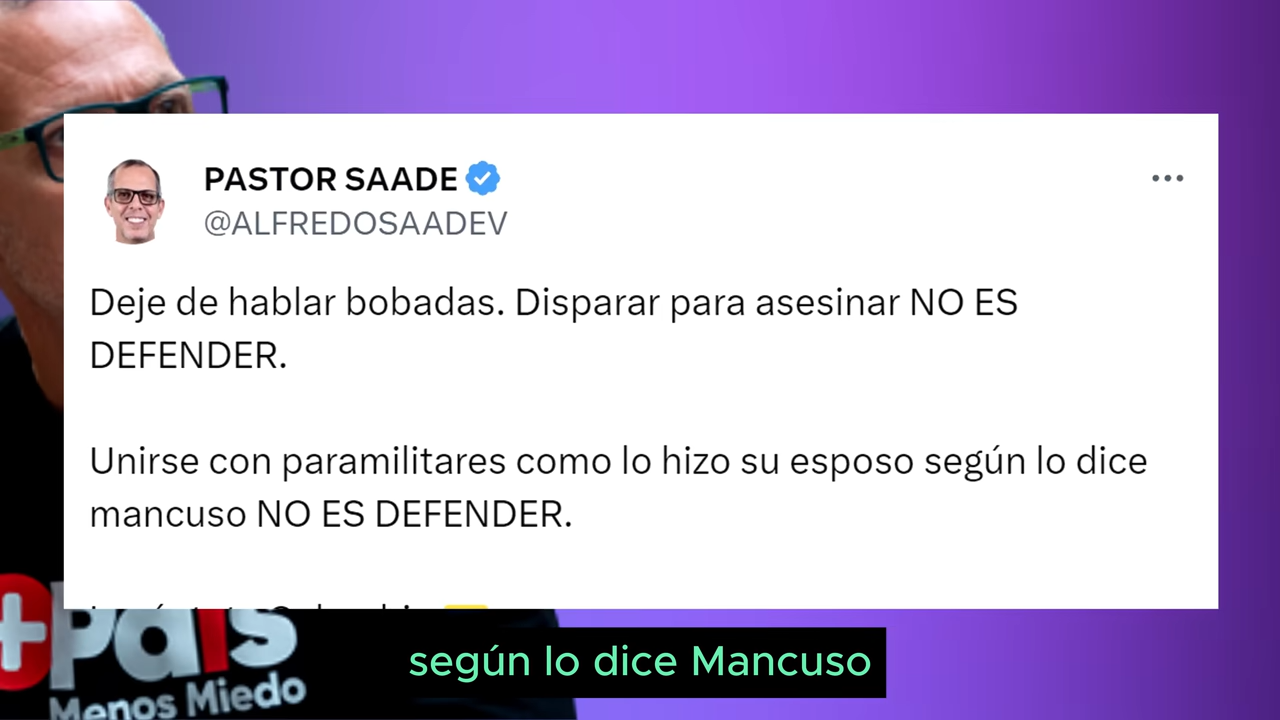 PASTOR SAADE
@ALFREDOSAADEV
Deje de hablar bobadas. Disparar para asesinar NO ES
DEFENDER.
Unirse con paramilitares como lo hizo su esposo según lo dice
mancuso NO ES DEFENDER.
+País
Menos Miedo
según lo dice Mancuso